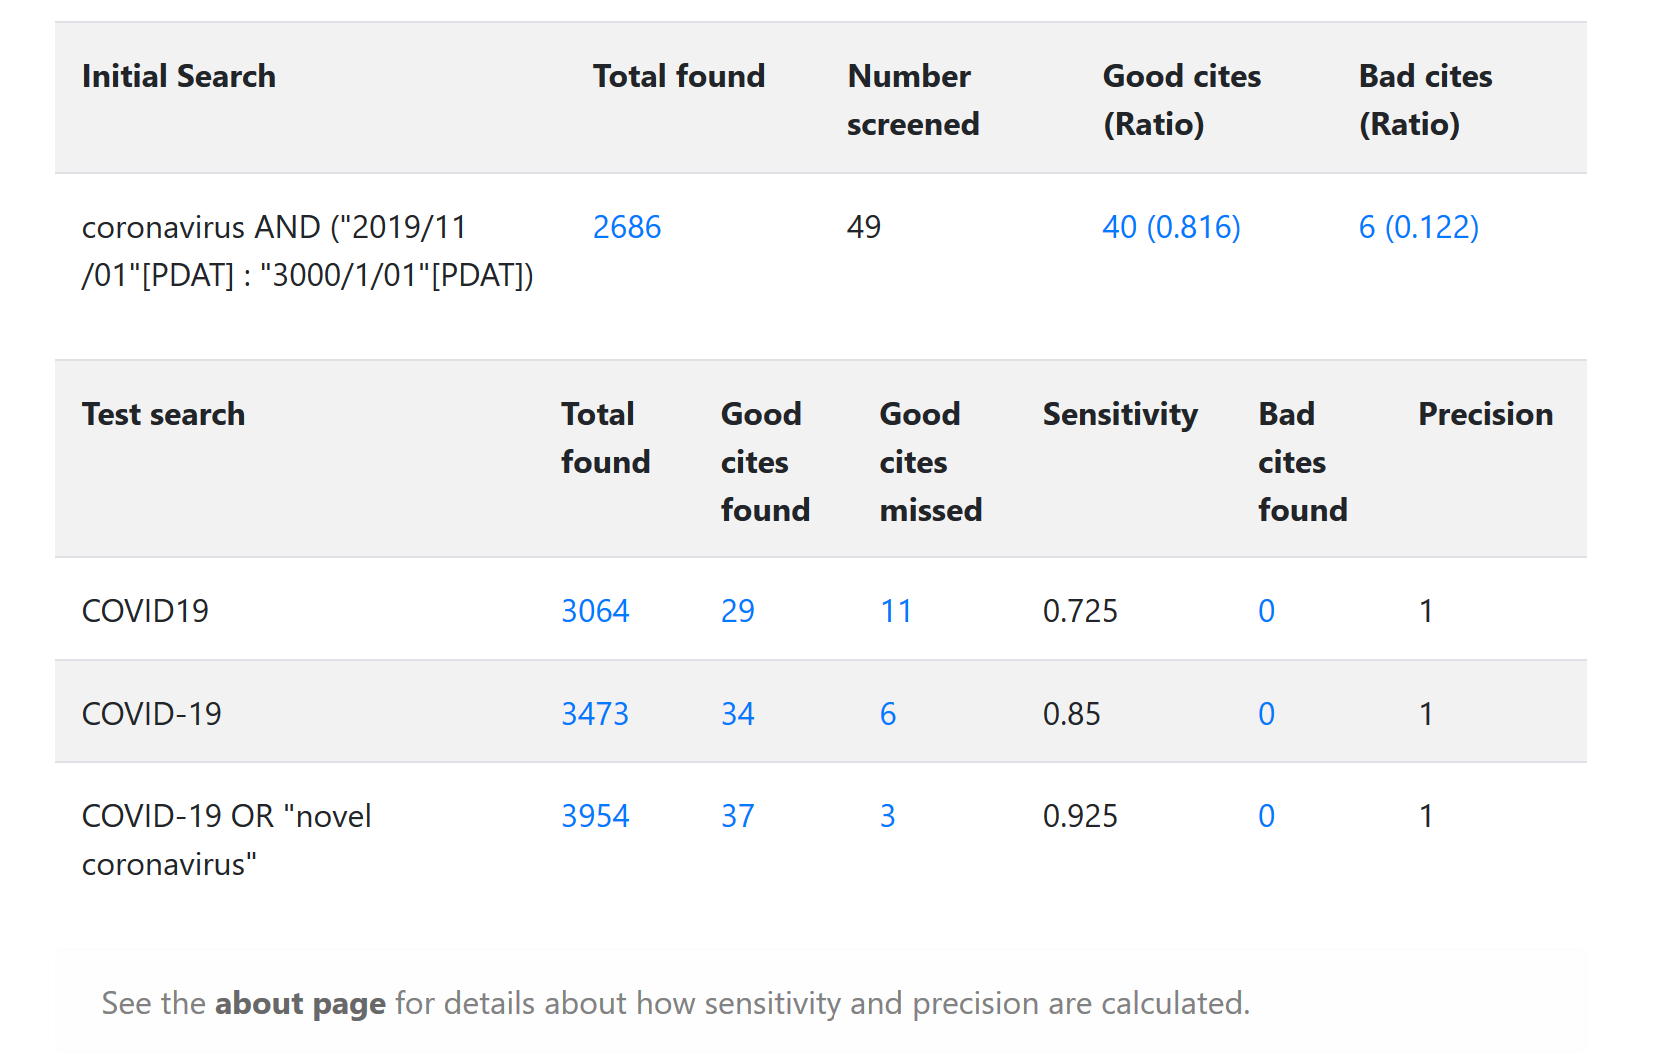 Initial Search Total found Number Good cites Bad cites
screened (Ratio) (Ratio)
coronavirus AND ("2019/11 2686 49 40 (0.816) 6 (0.122)
/01"[PDAT] : "3000/1/01"[PDAT])
Test search Total Good Good Sensitivity Bad Precision
found cites cites cites
found missed found
COVID19 3064 29 11 0.725 0 1
COVID-19 3473 34 6 0.85 0 1
COVID-19 OR "novel 3954 37 3 0.925 0 1
coronavirus"
See the about page for details about how sensitivity and precision are calculated.